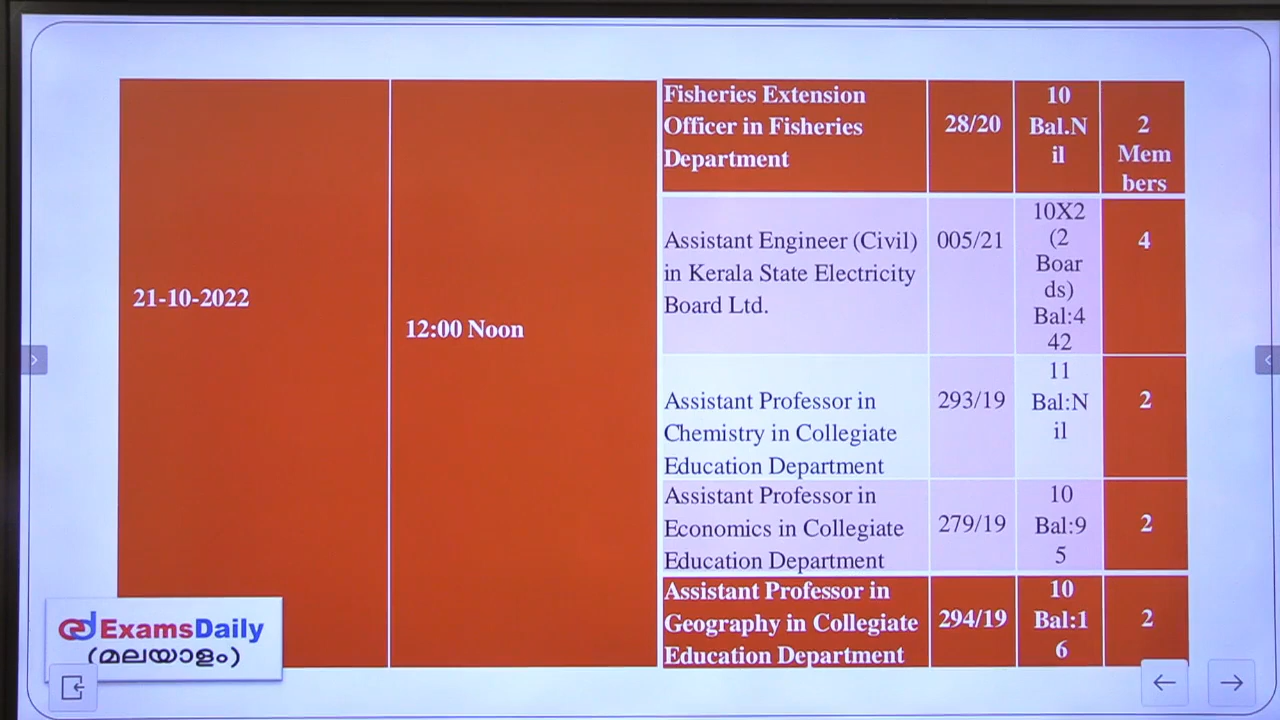 21-10-2022
12:00 Noon
Fisheries Extension
Officer in Fisheries
Department
28/20
10
Bal.N
il
2
Mem
bers
Assistant Engineer (Civil)
in Kerala State Electricity
Board Ltd.
005/21
10X2
(2
Boar
ds)
Bal:4
42
4
Assistant Professor in
Chemistry in Collegiate
Education Department
293/19
11
Bal:N
il
2
Assistant Professor in
Economics in Collegiate
Education Department
279/19
10
Bal:9
5
2
Assistant Professor in
Geography in Collegiate
Education Department
294/19
10
Bal:1
6
2
ExamsDaily
(മലയാളം)